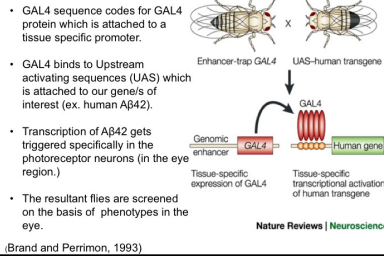 • GAL4 sequence codes for GAL4
protein which is attached to a
tissue specific promoter.
• GAL4 binds to Upstream
activating sequences (UAS) which
is attached to our gene/s of
interest (ex. human Aβ42).
• Transcription of Aβ42 gets
triggered specifically in the
photoreceptor neurons (in the eye
region.)
• The resultant flies are screened
on the basis of phenotypes in the
eye.
(Brand and Perrimon, 1993)
X
Enhancer-trap GAL4
UAS–human transgene
GAL4
Genomic
enhancer
GAL4
Human gene
Tissue-specific
expression of GAL4
Tissue-specific
transcriptional activation
of human transgene
Nature Reviews | Neuroscience